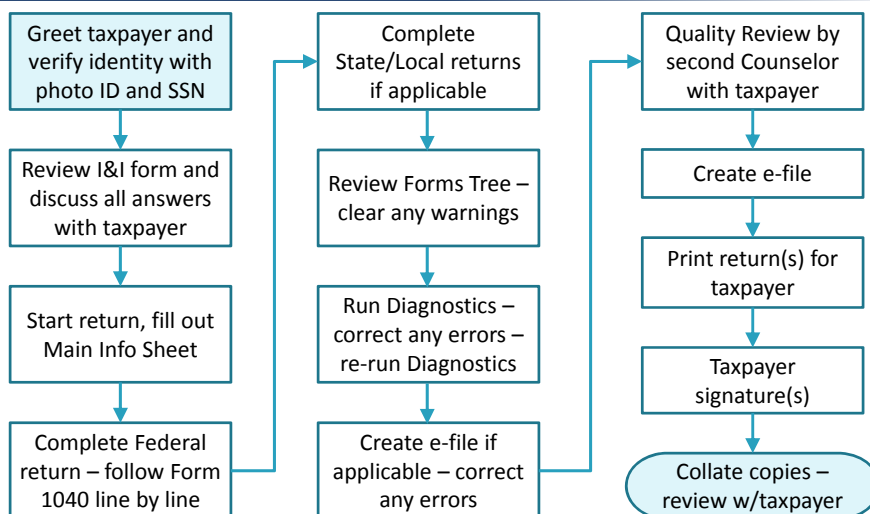 Greet taxpayer and
verify identity with
photo ID and SSN
Review I&I form and
discuss all answers
with taxpayer
Start return, fill out
Main Info Sheet
Complete Federal
return – follow Form
1040 line by line
Complete
State/Local returns
if applicable
Review Forms Tree –
clear any warnings
Run Diagnostics –
correct any errors –
re-run Diagnostics
Create e-file if
applicable – correct
any errors
Quality Review by
second Counselor
with taxpayer
Create e-file
Print return(s) for
taxpayer
Taxpayer
signature(s)
Collate copies –
review w/taxpayer